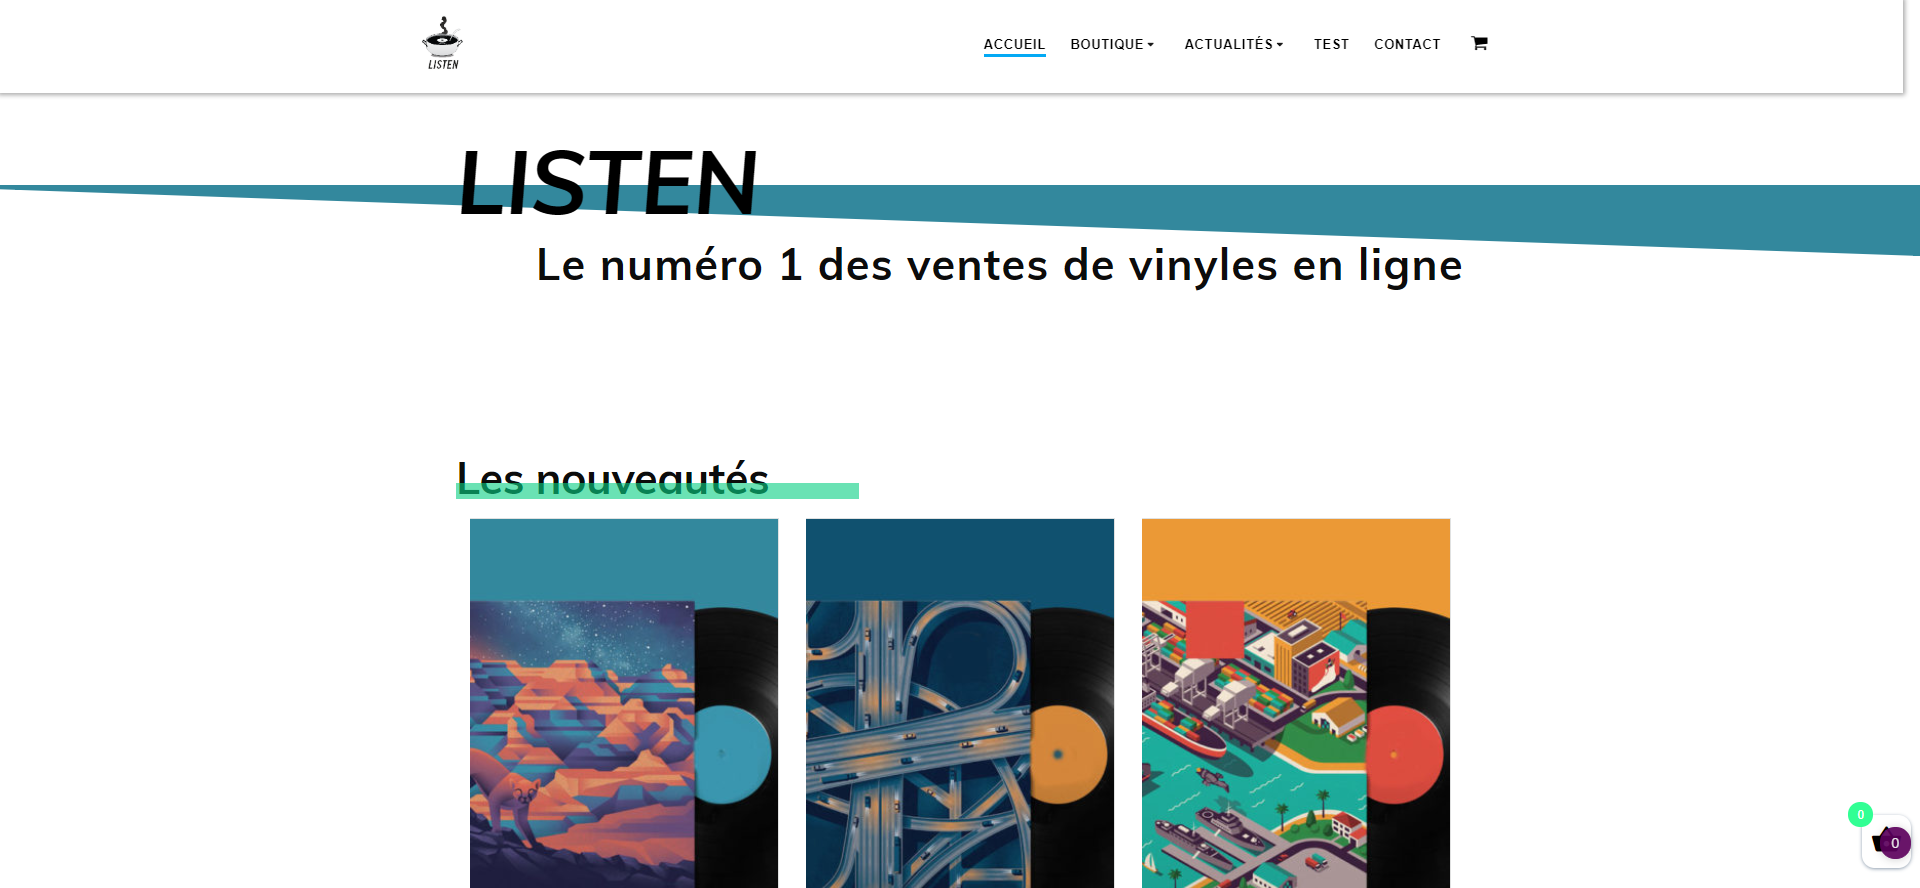 LISTEN
ACCUEIL BOUTIQUE ACTUALITÉS TEST CONTACT
LISTEN
Le numéro 1 des ventes de vinyles en ligne
Les nouveautés
0
0